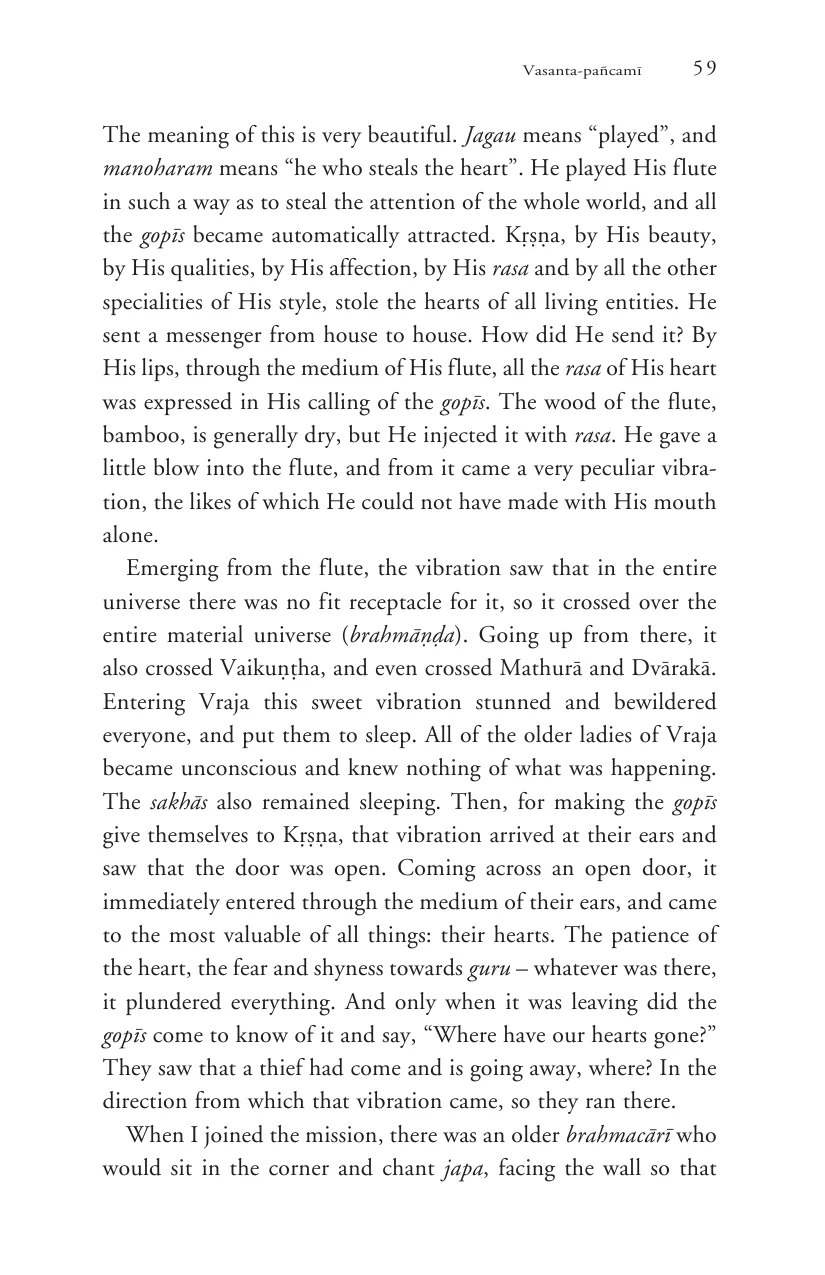 Vasanta-pañcamī 59
The meaning of this is very beautiful. Jagau means “played”, and
manoharam means “he who steals the heart”. He played His flute
in such a way as to steal the attention of the whole world, and all
the gopīs became automatically attracted. Kṛṣṇa, by His beauty,
by His qualities, by His affection, by His rasa and by all the other
specialities of His style, stole the hearts of all living entities. He
sent a messenger from house to house. How did He send it? By
His lips, through the medium of His flute, all the rasa of His heart
was expressed in His calling of the gopīs. The wood of the flute,
bamboo, is generally dry, but He injected it with rasa. He gave a
little blow into the flute, and from it came a very peculiar vibra-
tion, the likes of which He could not have made with His mouth
alone.
Emerging from the flute, the vibration saw that in the entire
universe there was no fit receptacle for it, so it crossed over the
entire material universe (brahmāṇḍa). Going up from there, it
also crossed Vaikuṇṭha, and even crossed Mathurā and Dvārakā.
Entering Vraja this sweet vibration stunned and bewildered
everyone, and put them to sleep. All of the older ladies of Vraja
became unconscious and knew nothing of what was happening.
The sakhās also remained sleeping. Then, for making the gopīs
give themselves to Kṛṣṇa, that vibration arrived at their ears and
saw that the door was open. Coming across an open door, it
immediately entered through the medium of their ears, and came
to the most valuable of all things: their hearts. The patience of
the heart, the fear and shyness towards guru – whatever was there,
it plundered everything. And only when it was leaving did the
gopīs come to know of it and say, “Where have our hearts gone?”
They saw that a thief had come and is going away, where? In the
direction from which that vibration came, so they ran there.
When I joined the mission, there was an older brahmacārī who
would sit in the corner and chant japa, facing the wall so that